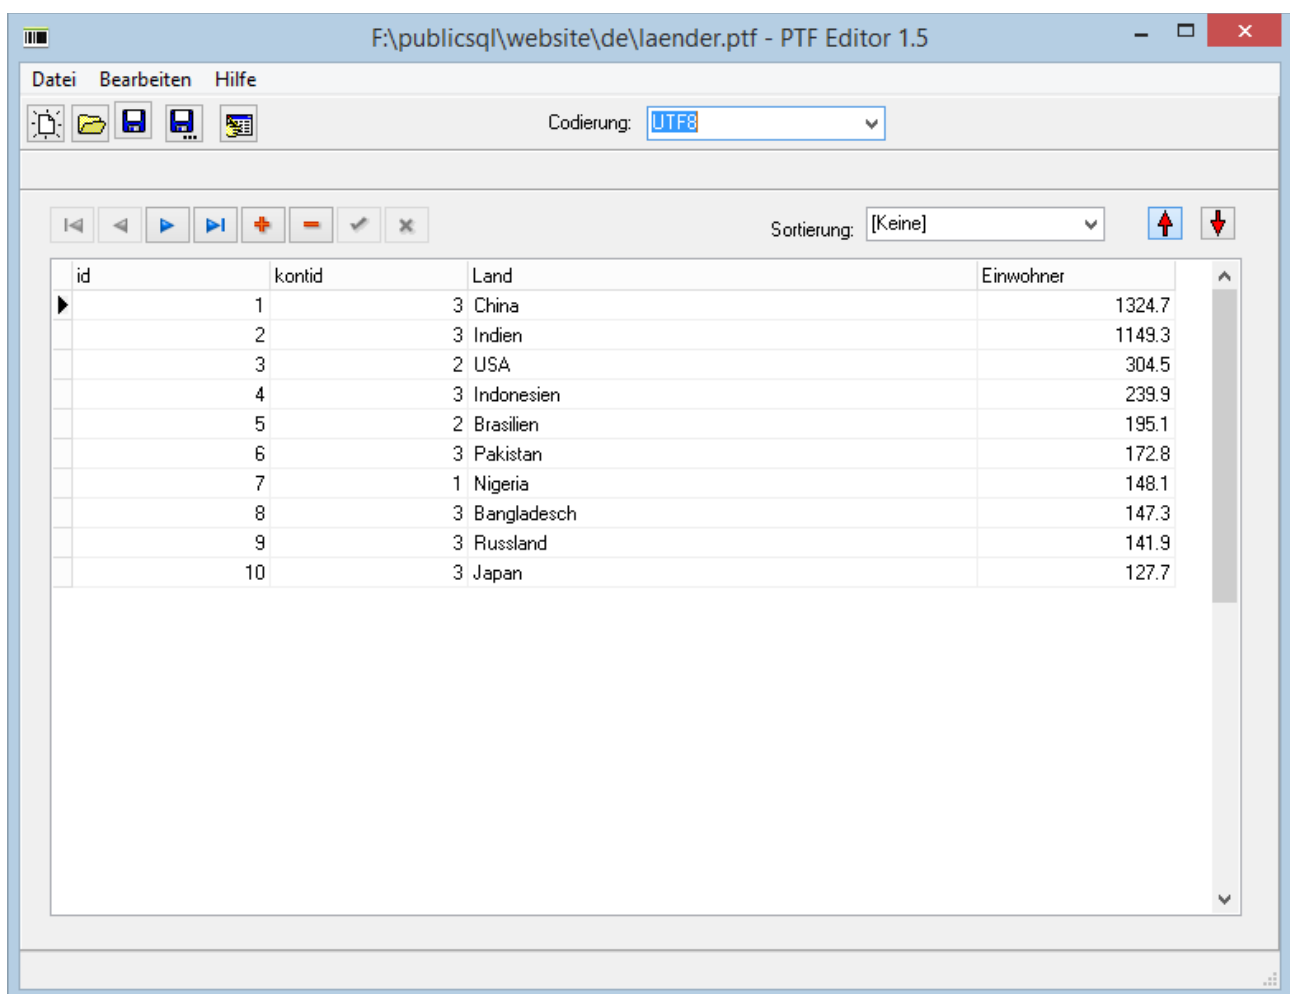 F:\publicsql\website\de\laender.ptf - PTF Editor 1.5
Datei Bearbeiten Hilfe
Codierung: UTF8
Sortierung: [Keine]
id kontid Land Einwohner
1 3 China 1324.7
2 3 Indien 1149.3
3 2 USA 304.5
4 3 Indonesien 239.9
5 2 Brasilien 195.1
6 3 Pakistan 172.8
7 1 Nigeria 148.1
8 3 Bangladesch 147.3
9 3 Russland 141.9
10 3 Japan 127.7